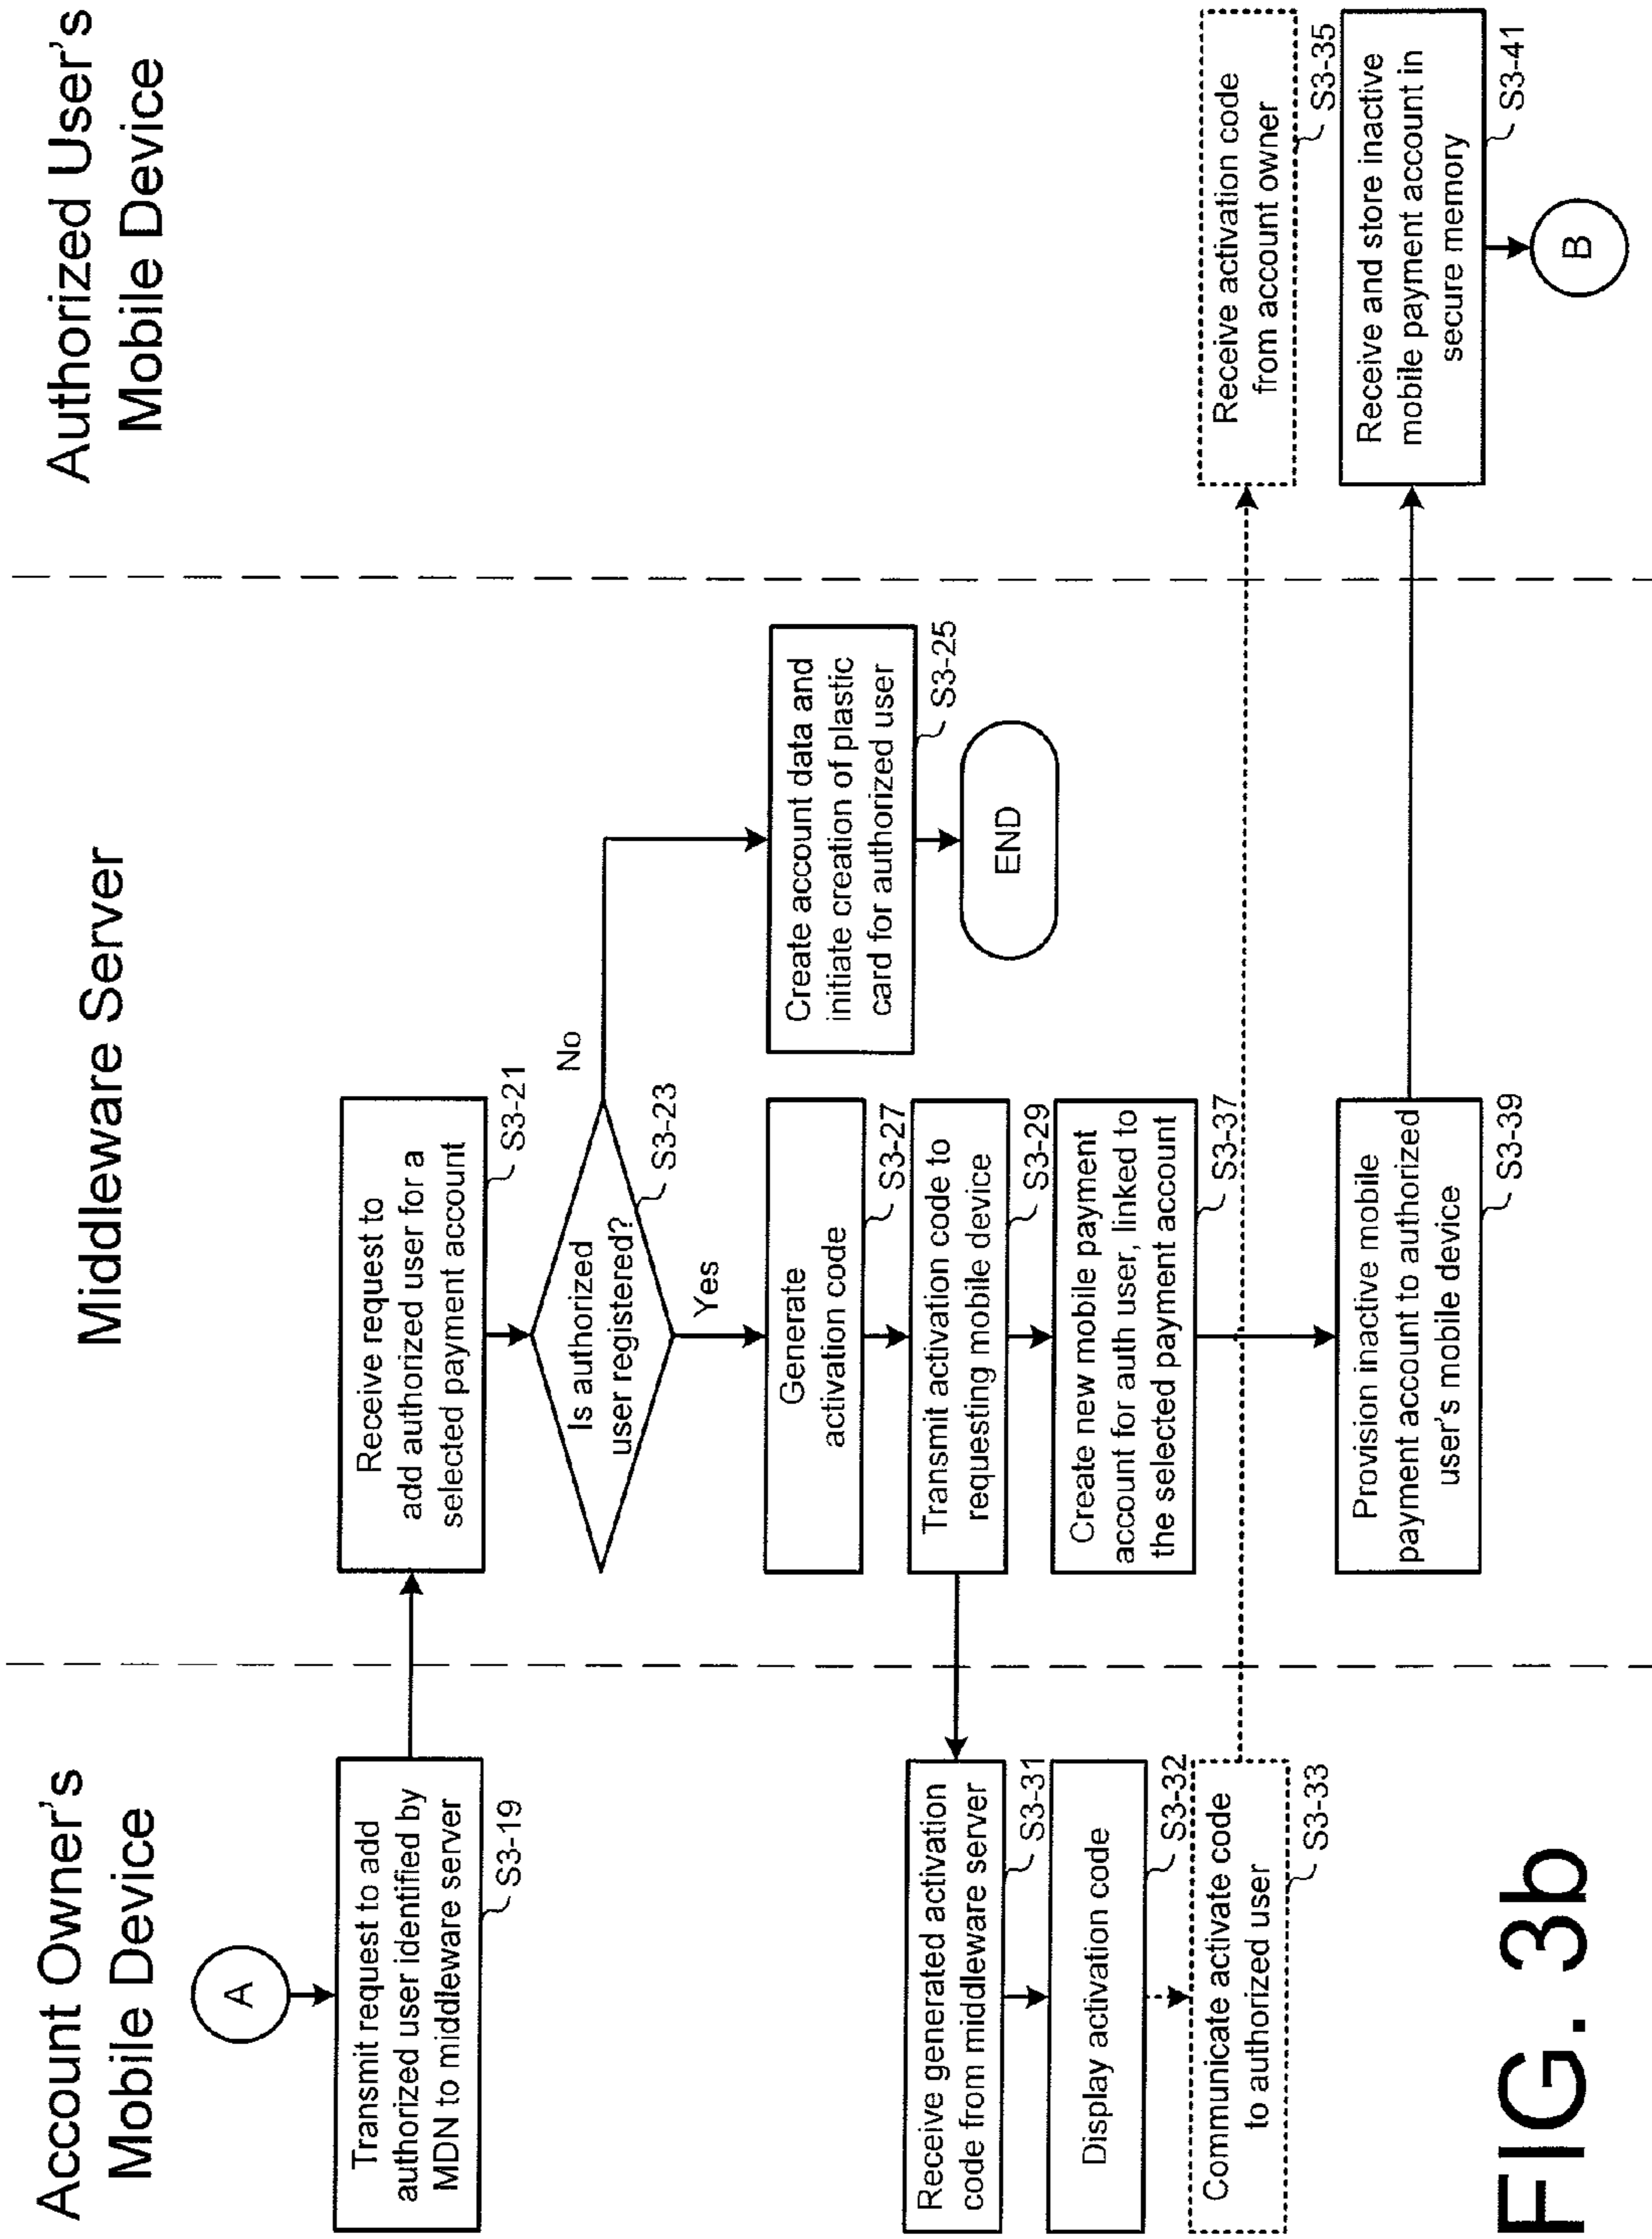 Account Owner's
Mobile Device
Middleware Server
Authorized User's
Mobile Device
A
Transmit request to add
authorized user identified by
MDN to middleware server
S3-19
Receive request to
add authorized user for a
selected payment account
S3-21
Is authorized
user registered?
S3-23
No
Yes
Create account data and
initiate creation of plastic
card for authorized user
S3-25
END
Generate
activation code
S3-27
Transmit activation code to
requesting mobile device
S3-29
Receive generated activation
code from middleware server
S3-31
Display activation code
S3-32
Communicate activate code
to authorized user
S3-33
Receive activation code
from account owner
S3-35
Create new mobile payment
account for auth user, linked to
the selected payment account
S3-37
Provision inactive mobile
payment account to authorized
user's mobile device
S3-39
Receive and store inactive
mobile payment account in
secure memory
S3-41
B
FIG. 3b